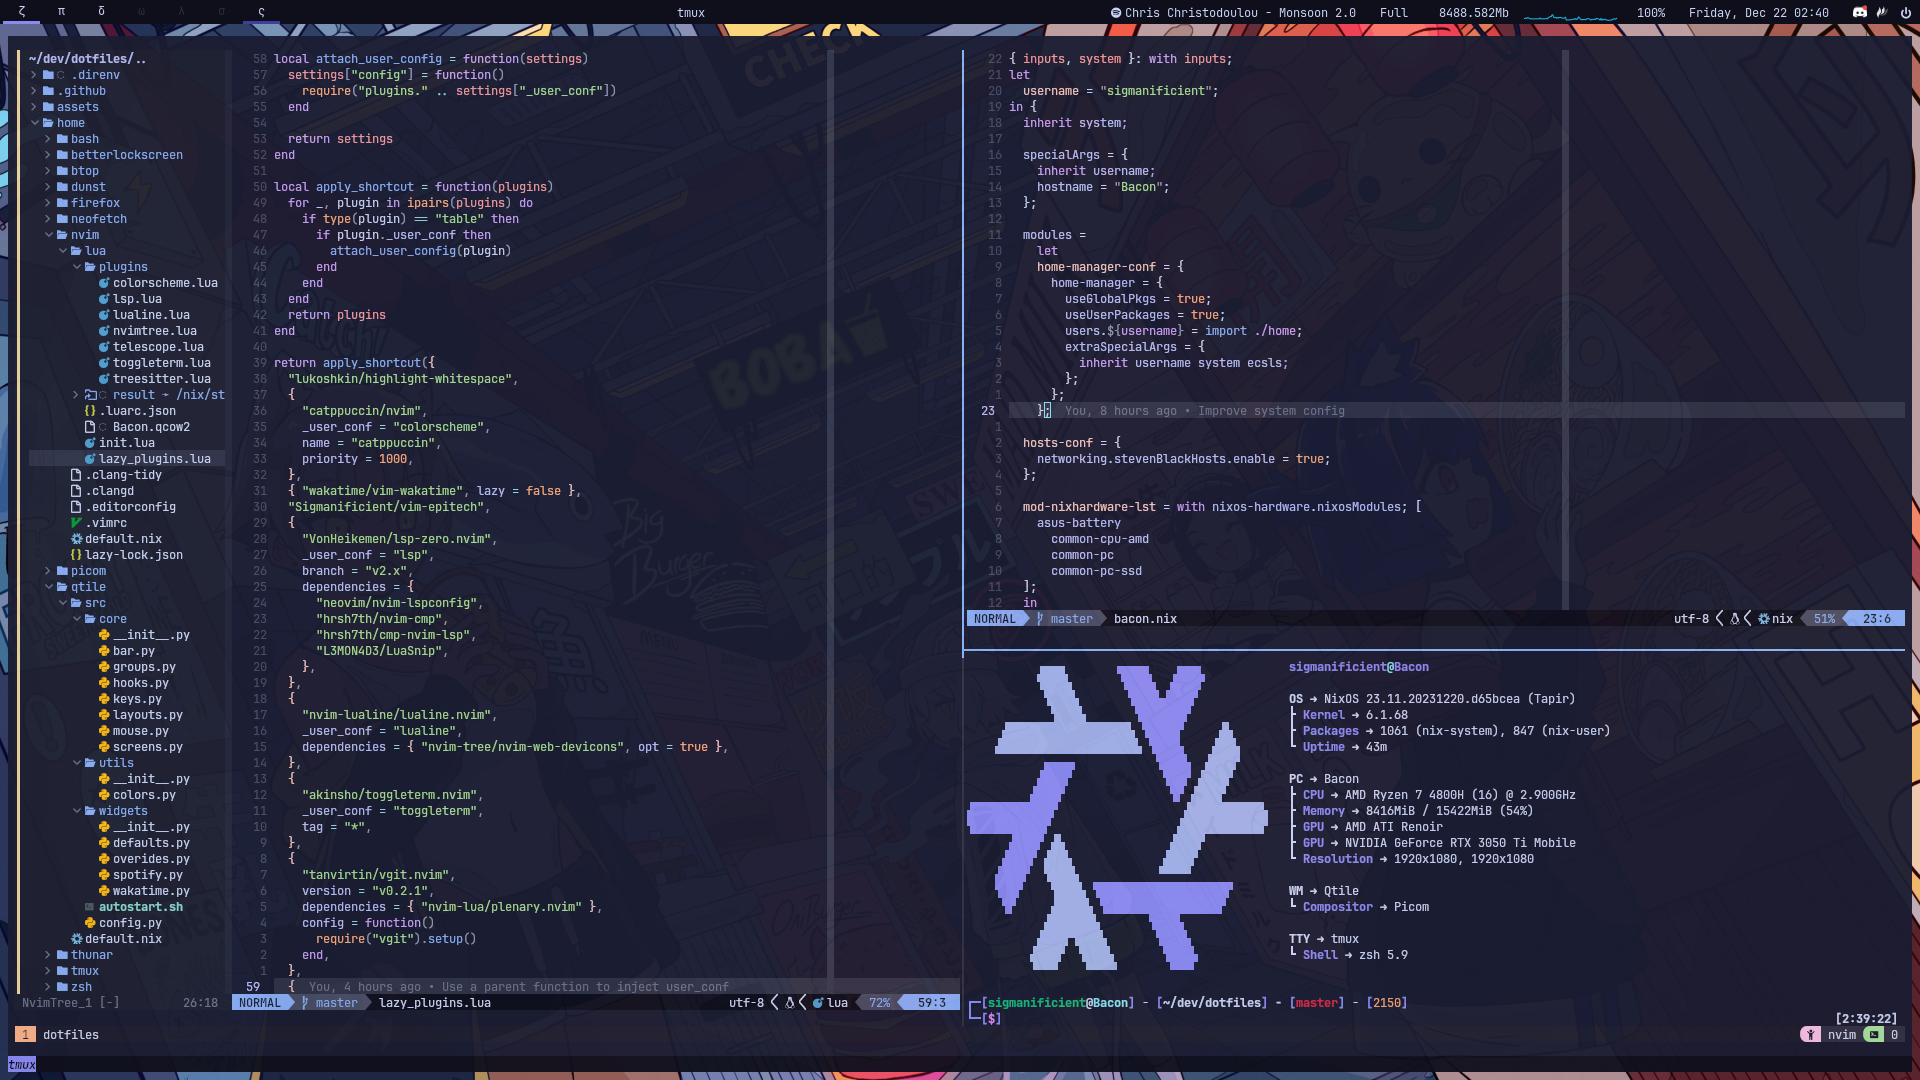 ζ π δ ω λ σ ς
tmux
Chris Christodoulou - Monsoon 2.0 Full 8488.582Mb 100% Friday, Dec 22 02:40
~/dev/dotfiles/..
.direnv
.github
assets
home
bash
betterlockscreen
btop
dunst
firefox
neofetch
nvim
lua
plugins
colorscheme.lua
lsp.lua
lualine.lua
nvimtree.lua
telescope.lua
toggleterm.lua
treesitter.lua
result → /nix/st
.luarc.json
Bacon.qcow2
init.lua
lazy_plugins.lua
.clang-tidy
.clangd
.editorconfig
.vimrc
default.nix
lazy-lock.json
picom
qtile
src
core
__init__.py
bar.py
groups.py
hooks.py
keys.py
layouts.py
mouse.py
screens.py
utils
__init__.py
colors.py
widgets
__init__.py
defaults.py
overides.py
spotify.py
wakatime.py
autostart.sh
config.py
default.nix
thunar
tmux
zsh
NvimTree_1 [-] 26:18
58 local attach_user_config = function(settings)
57 settings["config"] = function()
56 require("plugins." .. settings["_user_conf"])
55 end
54
53 return settings
52 end
51
50 local apply_shortcut = function(plugins)
49 for _, plugin in ipairs(plugins) do
48 if type(plugin) == "table" then
47 if plugin._user_conf then
46 attach_user_config(plugin)
45 end
44 end
43 end
42 return plugins
41 end
40
39 return apply_shortcut({
38 "lukoshkin/highlight-whitespace",
37 {
36 "catppuccin/nvim",
35 _user_conf = "colorscheme",
34 name = "catppuccin",
33 priority = 1000,
32 },
31 { "wakatime/vim-wakatime", lazy = false },
30 "Sigmanificient/vim-epitech",
29 {
28 "VonHeikemen/lsp-zero.nvim",
27 _user_conf = "lsp",
26 branch = "v2.x",
25 dependencies = {
24 "neovim/nvim-lspconfig",
23 "hrsh7th/nvim-cmp",
22 "hrsh7th/cmp-nvim-lsp",
21 "L3MON4D3/LuaSnip",
20 },
19 },
18 {
17 "nvim-lualine/lualine.nvim",
16 _user_conf = "lualine",
15 dependencies = { "nvim-tree/nvim-web-devicons", opt = true },
14 },
13 {
12 "akinsho/toggleterm.nvim",
11 _user_conf = "toggleterm",
10 tag = "*",
9 },
8 {
7 "tanvirtin/vgit.nvim",
6 version = "v0.2.1",
5 dependencies = { "nvim-lua/plenary.nvim" },
4 config = function()
3 require("vgit").setup()
2 end,
1 },
59 { You, 4 hours ago • Use a parent function to inject user_conf
NORMAL master lazy_plugins.lua utf-8 lua 72% 59:3
22 { inputs, system }: with inputs;
21 let
20 username = "sigmanificient";
19 in {
18 inherit system;
17
16 specialArgs = {
15 inherit username;
14 hostname = "Bacon";
13 };
12
11 modules =
10 let
9 home-manager-conf = {
8 home-manager = {
7 useGlobalPkgs = true;
6 useUserPackages = true;
5 users.${username} = import ./home;
4 extraSpecialArgs = {
3 inherit username system ecsls;
2 };
1 };
23 }; You, 8 hours ago • Improve system config
1
2 hosts-conf = {
3 networking.stevenBlackHosts.enable = true;
4 };
5
6 mod-nixhardware-lst = with nixos-hardware.nixosModules; [
7 asus-battery
8 common-cpu-amd
9 common-pc
10 common-pc-ssd
11 ];
12 in
NORMAL master bacon.nix utf-8 nix 51% 23:6
sigmanificient@Bacon
OS → NixOS 23.11.20231220.d65bcea (Tapir)
Kernel → 6.1.68
Packages → 1061 (nix-system), 847 (nix-user)
Uptime → 43m
PC → Bacon
CPU → AMD Ryzen 7 4800H (16) @ 2.900GHz
Memory → 8416MiB / 15422MiB (54%)
GPU → AMD ATI Renoir
GPU → NVIDIA GeForce RTX 3050 Ti Mobile
Resolution → 1920x1080, 1920x1080
WM → Qtile
Compositor → Picom
TTY → tmux
Shell → zsh 5.9
[sigmanificient@Bacon] - [~/dev/dotfiles] - [master] - [2150]
[$] [2:39:22]
1 dotfiles nvim 0
tmux
CHECK
BOBA
Big
Burger